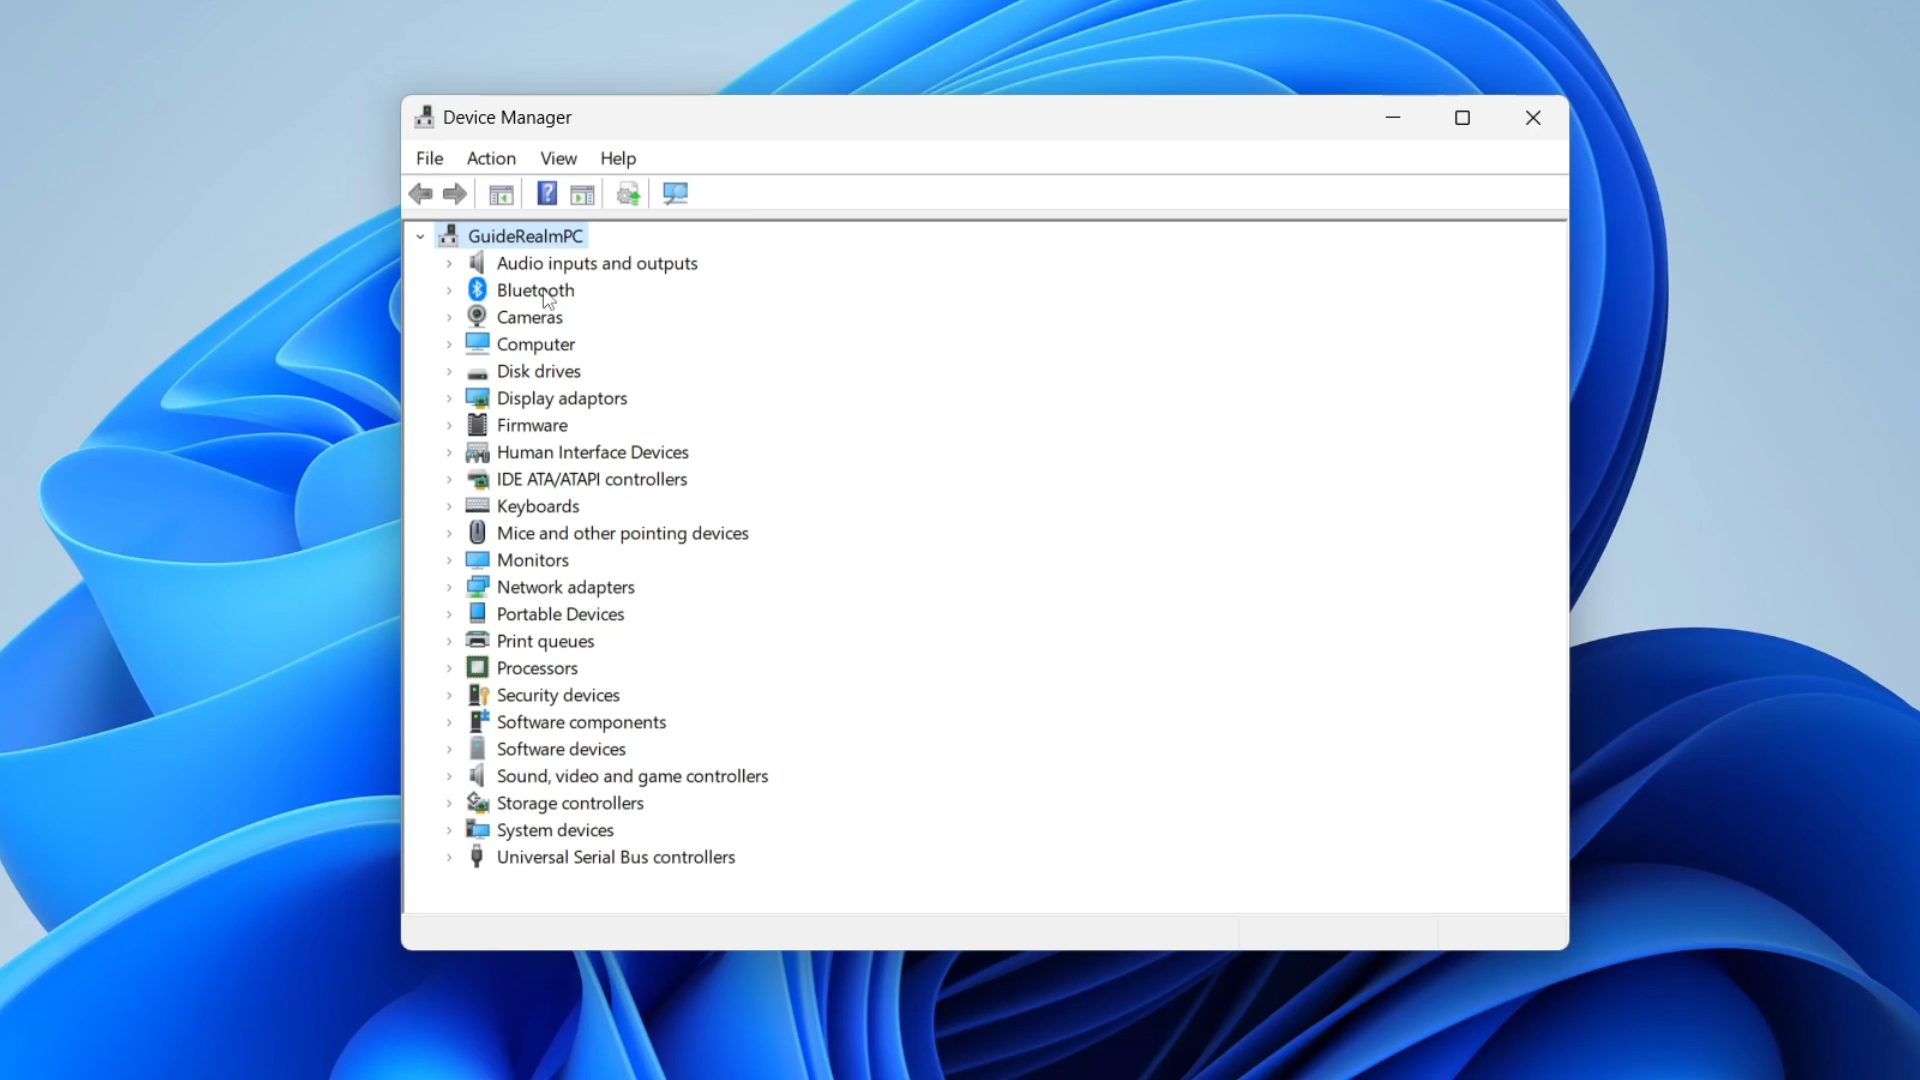 Device Manager
File Action View Help
GuideRealmPC
Audio inputs and outputs
Bluetooth
Cameras
Computer
Disk drives
Display adaptors
Firmware
Human Interface Devices
IDE ATA/ATAPI controllers
Keyboards
Mice and other pointing devices
Monitors
Network adapters
Portable Devices
Print queues
Processors
Security devices
Software components
Software devices
Sound, video and game controllers
Storage controllers
System devices
Universal Serial Bus controllers